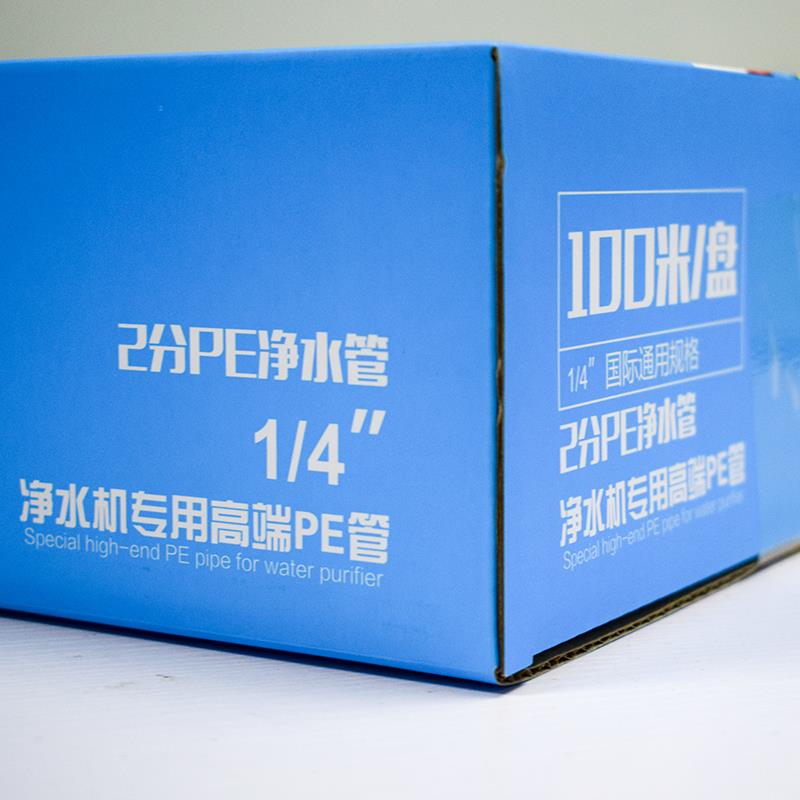 2分PE净水管
1/4"
净水机专用高端PE管
Special high-end PE pipe for water purifier
100米/盘
1/4" 国际通用规格
2分PE净水管
净水机专用高端PE管
Special high-end PE pipe for water purifier